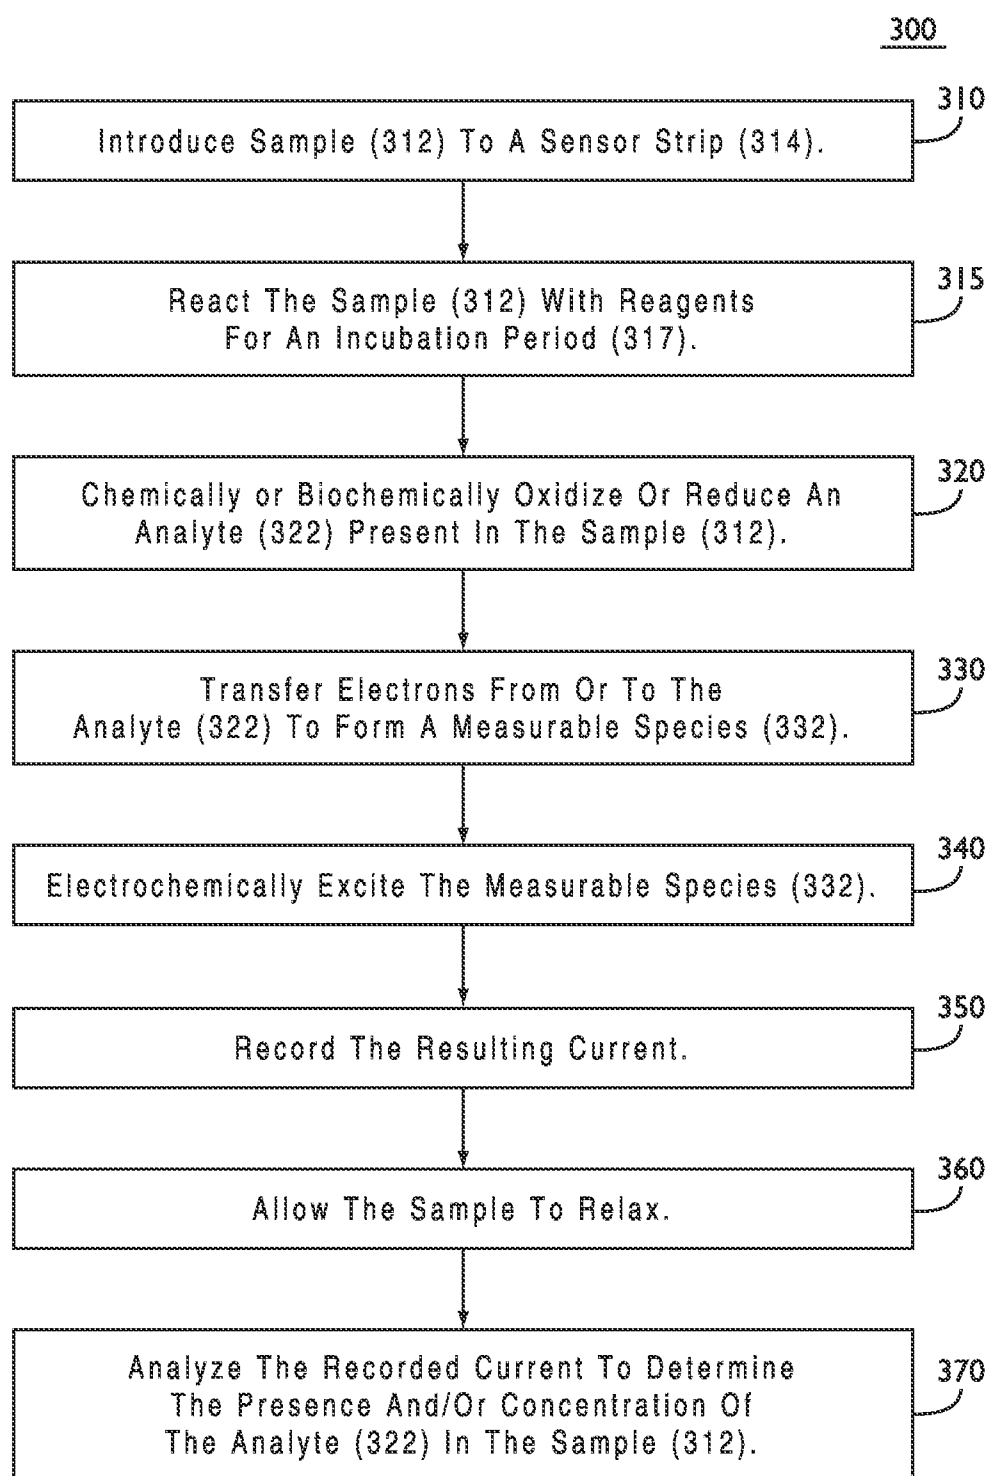 300
310
Introduce Sample (312) To A Sensor Strip (314).
315
React The Sample (312) With Reagents
For An Incubation Period (317).
320
Chemically or Biochemically Oxidize Or Reduce An
Analyte (322) Present In The Sample (312).
330
Transfer Electrons From Or To The
Analyte (322) To Form A Measurable Species (332).
340
Electrochemically Excite The Measurable Species (332).
350
Record The Resulting Current.
360
Allow The Sample To Relax.
370
Analyze The Recorded Current To Determine
The Presence And/Or Concentration Of
The Analyte (322) In The Sample (312).